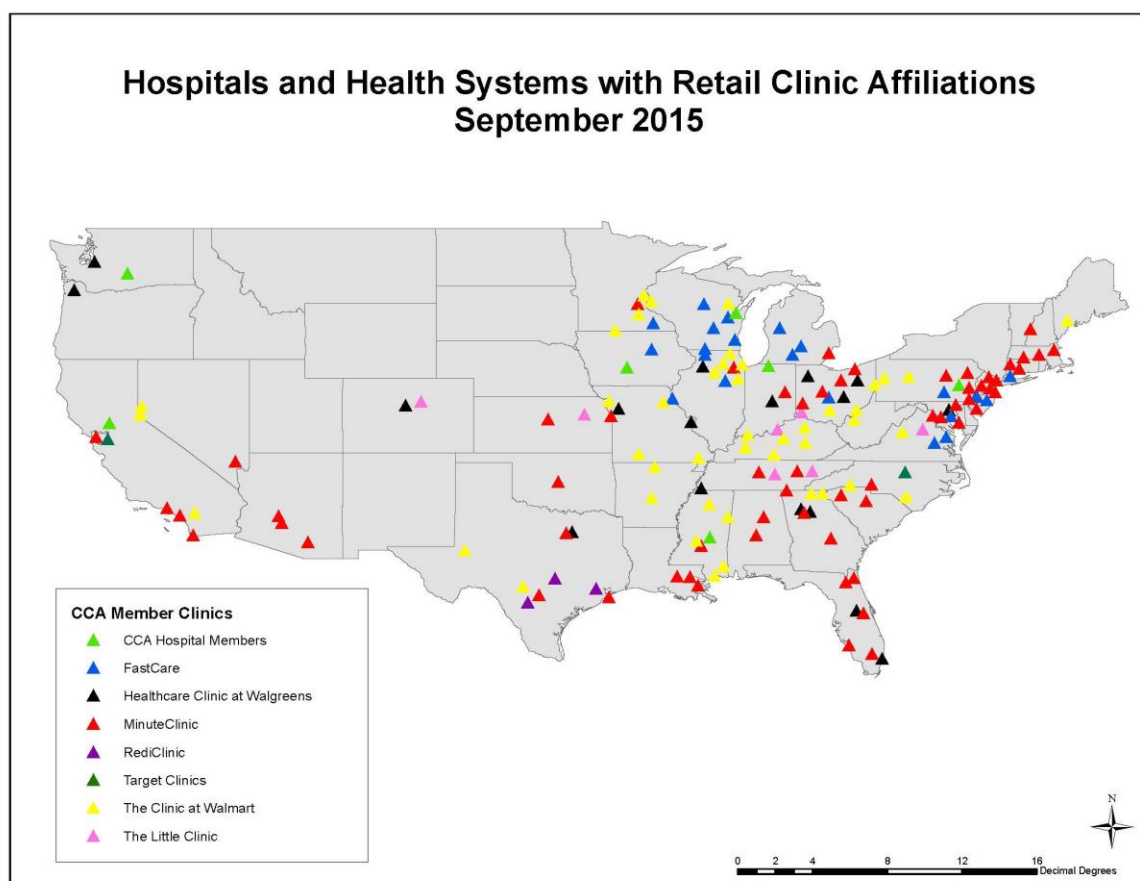 Hospitals and Health Systems with Retail Clinic Affiliations
September 2015
CCA Member Clinics
CCA Hospital Members
FastCare
Healthcare Clinic at Walgreens
MinuteClinic
RediClinic
Target Clinics
The Clinic at Walmart
The Little Clinic
N
0 2 4 8 12 16
Decimal Degrees